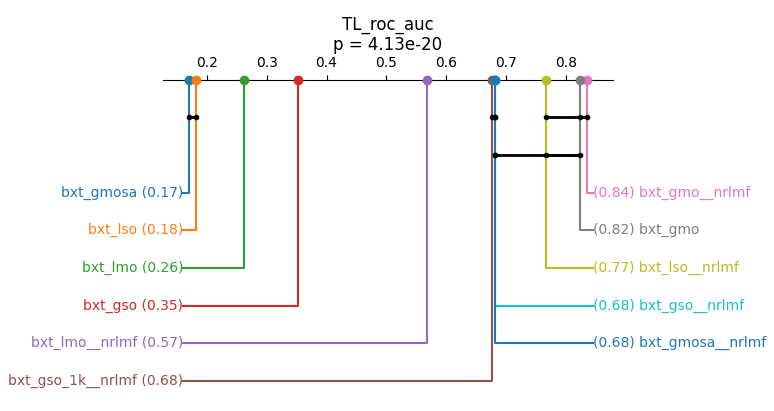 TL_roc_auc
p = 4.13e-20
0.2 0.3 0.4 0.5 0.6 0.7 0.8
bxt_gmosa (0.17)
(0.84) bxt_gmo__nrlmf
bxt_lso (0.18)
(0.82) bxt_gmo
bxt_lmo (0.26)
(0.77) bxt_lso__nrlmf
bxt_gso (0.35)
(0.68) bxt_gso__nrlmf
bxt_lmo__nrlmf (0.57)
(0.68) bxt_gmosa__nrlmf
bxt_gso_1k__nrlmf (0.68)